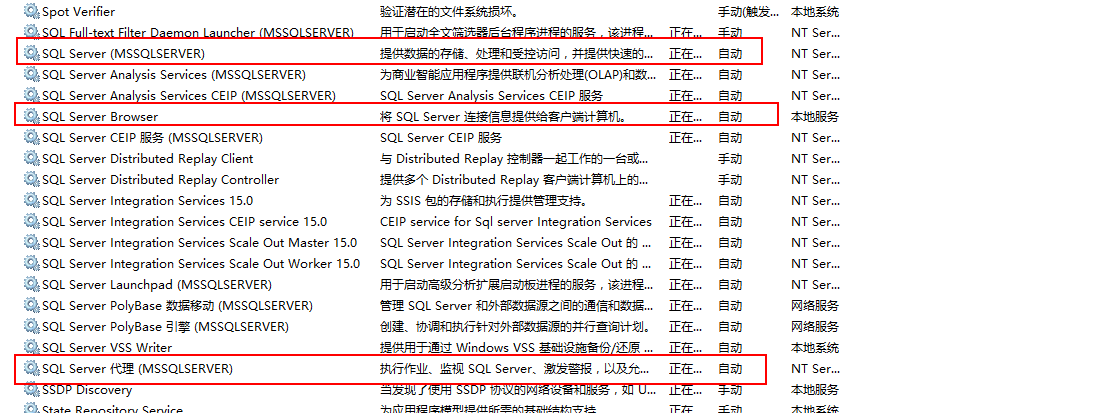 Spot Verifier 验证潜在的文件系统损坏。 手动(触发... 本地系统
SQL Full-text Filter Daemon Launcher (MSSQLSERVER) 用于启动全文筛选器后台程序进程的服务，该进程... 正在... 手动 NT Ser...
SQL Server (MSSQLSERVER) 提供数据的存储、处理和受控访问，并提供快速的... 正在... 自动 NT Ser...
SQL Server Analysis Services (MSSQLSERVER) 为商业智能应用程序提供联机分析处理(OLAP)和数... 正在... 自动 NT Ser...
SQL Server Analysis Services CEIP (MSSQLSERVER) SQL Server Analysis Services CEIP 服务 正在... 自动 NT Ser...
SQL Server Browser 将 SQL Server 连接信息提供给客户端计算机。 正在... 自动 本地服务
SQL Server CEIP 服务 (MSSQLSERVER) SQL Server CEIP 服务 正在... 自动 NT Ser...
SQL Server Distributed Replay Client 与 Distributed Replay 控制器一起工作的一台或... 手动 NT Ser...
SQL Server Distributed Replay Controller 提供多个 Distributed Replay 客户端计算机上的... 手动 NT Ser...
SQL Server Integration Services 15.0 为 SSIS 包的存储和执行提供管理支持。 正在... 自动 NT Ser...
SQL Server Integration Services CEIP service 15.0 CEIP service for Sql server Integration Services 正在... 自动 NT Ser...
SQL Server Integration Services Scale Out Master 15.0 SQL Server Integration Services Scale Out 的 ... 正在... 自动 NT Ser...
SQL Server Integration Services Scale Out Worker 15.0 SQL Server Integration Services Scale Out 的 ... 正在... 自动 NT Ser...
SQL Server Launchpad (MSSQLSERVER) 用于启动高级分析扩展启动板进程的服务，该进程... 正在... 自动 NT Ser...
SQL Server PolyBase 数据移动 (MSSQLSERVER) 管理 SQL Server 和外部数据源之间的通信和数据... 正在... 自动 网络服务
SQL Server PolyBase 引擎 (MSSQLSERVER) 创建、协调和执行针对外部数据源的并行查询计划。 正在... 自动 网络服务
SQL Server VSS Writer 提供用于通过 Windows VSS 基础设施备份/还原 ... 正在... 自动 本地系统
SQL Server 代理 (MSSQLSERVER) 执行作业、监视 SQL Server、激发警报，以及允... 正在... 自动 NT Ser...
SSDP Discovery 当发现了使用 SSDP 协议的网络设备和服务，如 U... 正在... 手动 本地服务
State Repository Service 为应用程序模型提供所需的基础结构支持。 正在... 手动 本地系统